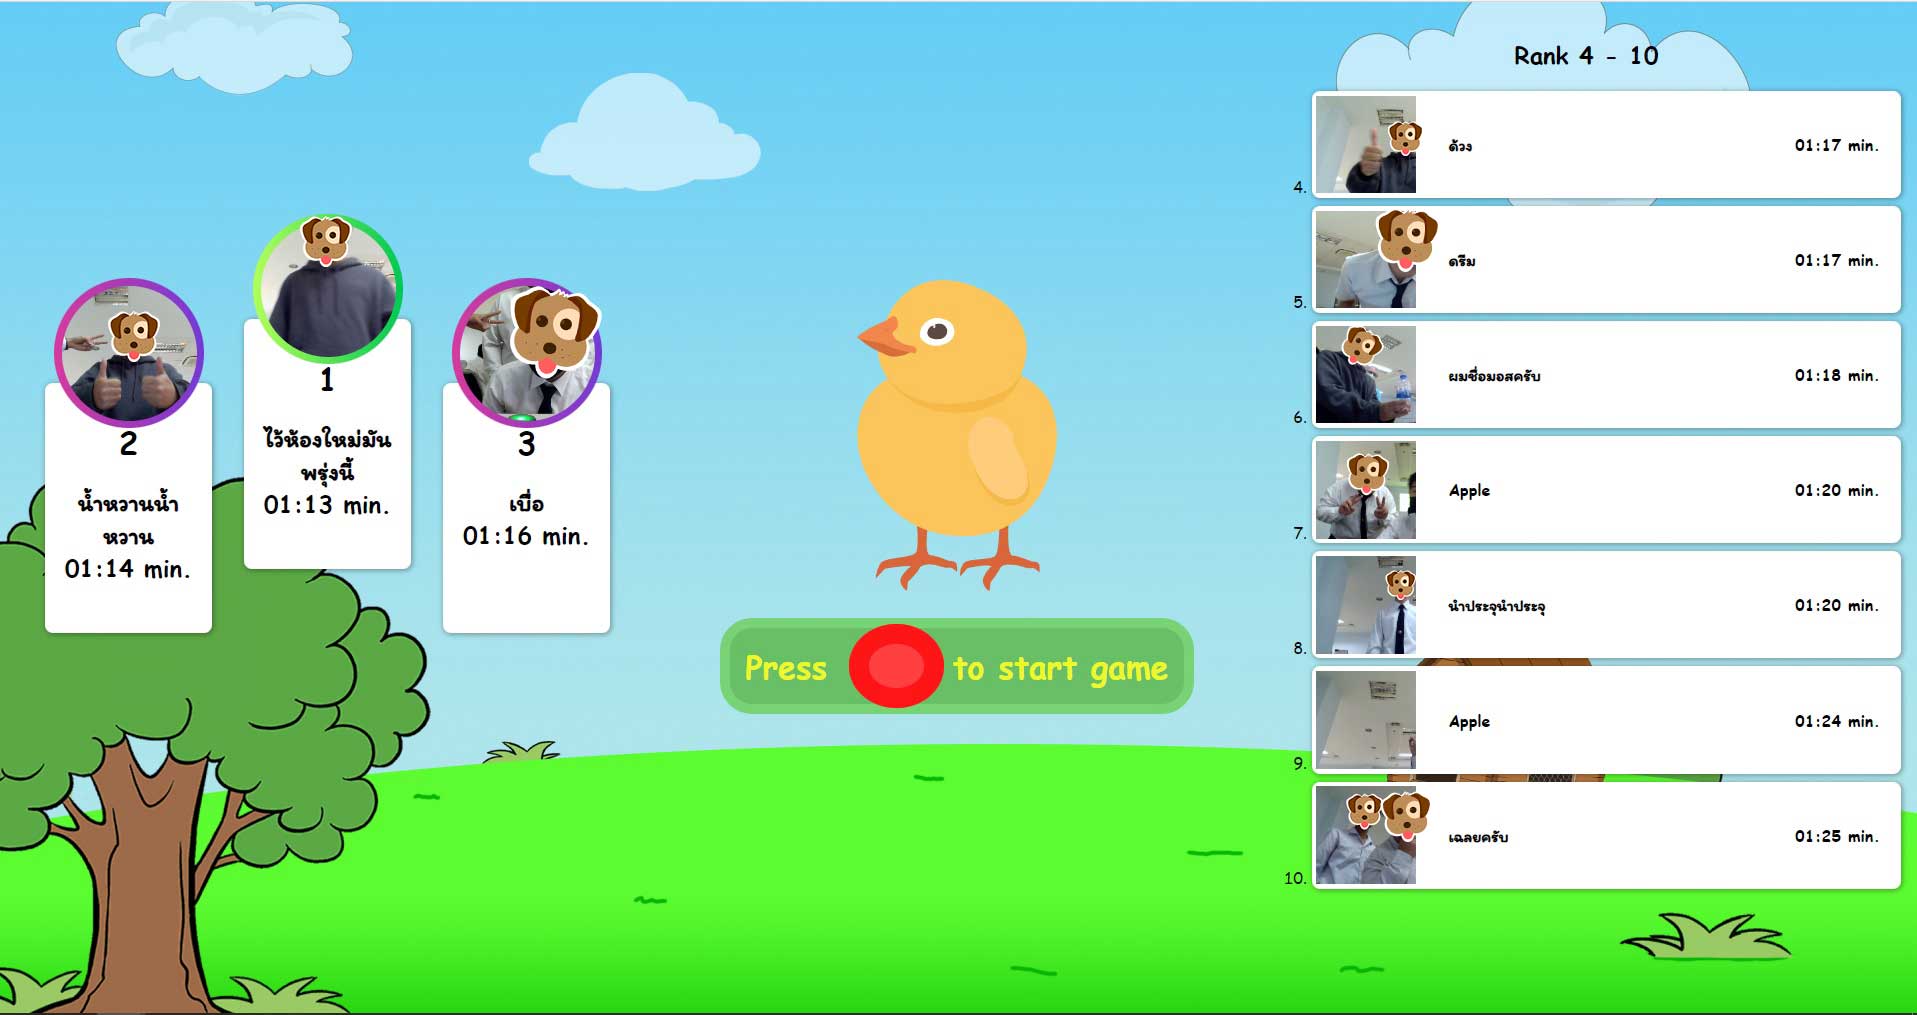 1
ไว้ห้องใหม่มัน
พรุ่งนี้
01:13 min.
2
น้ำหวานน้ำ
หวาน
01:14 min.
3
เบื่อ
01:16 min.
Press to start game
Rank 4 - 10
4. ด้วง 01:17 min.
5. ดรีม 01:17 min.
6. ผมชื่อมอสครับ 01:18 min.
7. Apple 01:20 min.
8. นำประจุนำประจุ 01:20 min.
9. Apple 01:24 min.
10. เฉลยครับ 01:25 min.